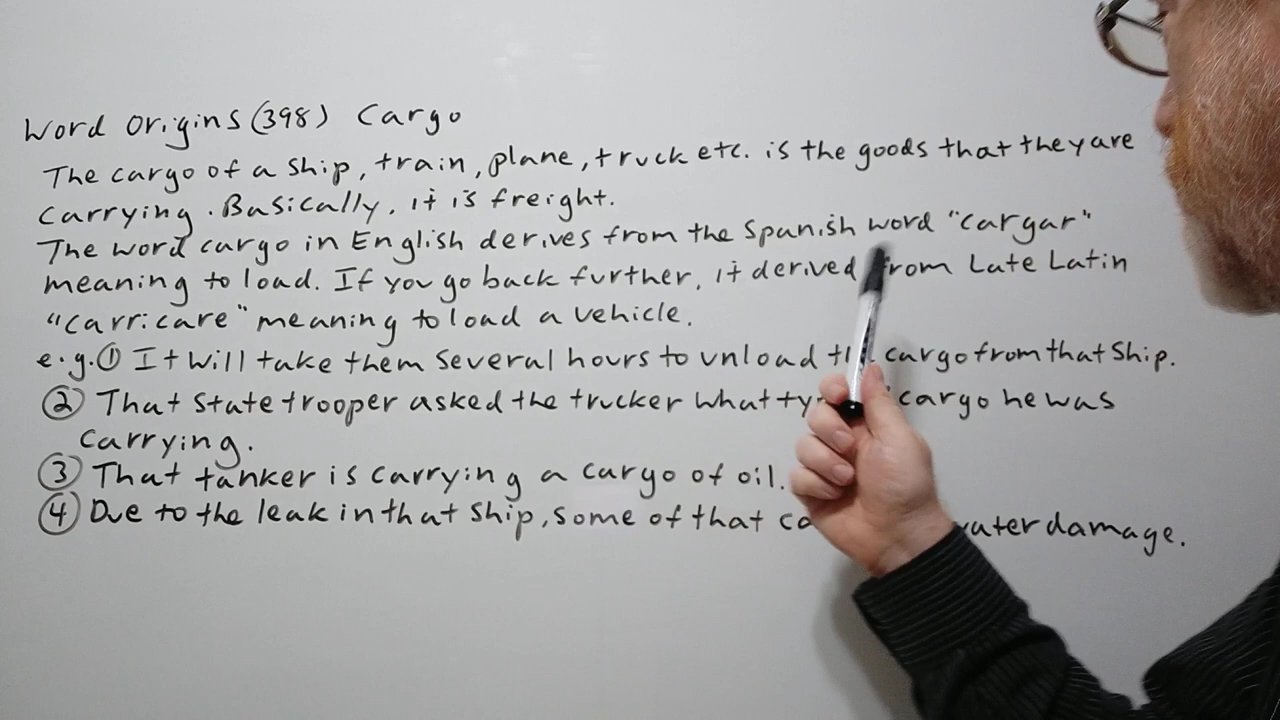 Word Origins (398) Cargo
The cargo of a ship, train, plane, truck etc. is the goods that they are
carrying. Basically, it is freight.
The word cargo in English derives from the Spanish word "cargar"
meaning to load. If you go back further, it derived from Late Latin
"carricare" meaning to load a vehicle.
e.g. ① It will take them several hours to unload cargo from that ship.
② That state trooper asked the trucker what cargo he was
carrying.
③ That tanker is carrying a cargo of oil.
④ Due to the leak in that ship, some of that damage.